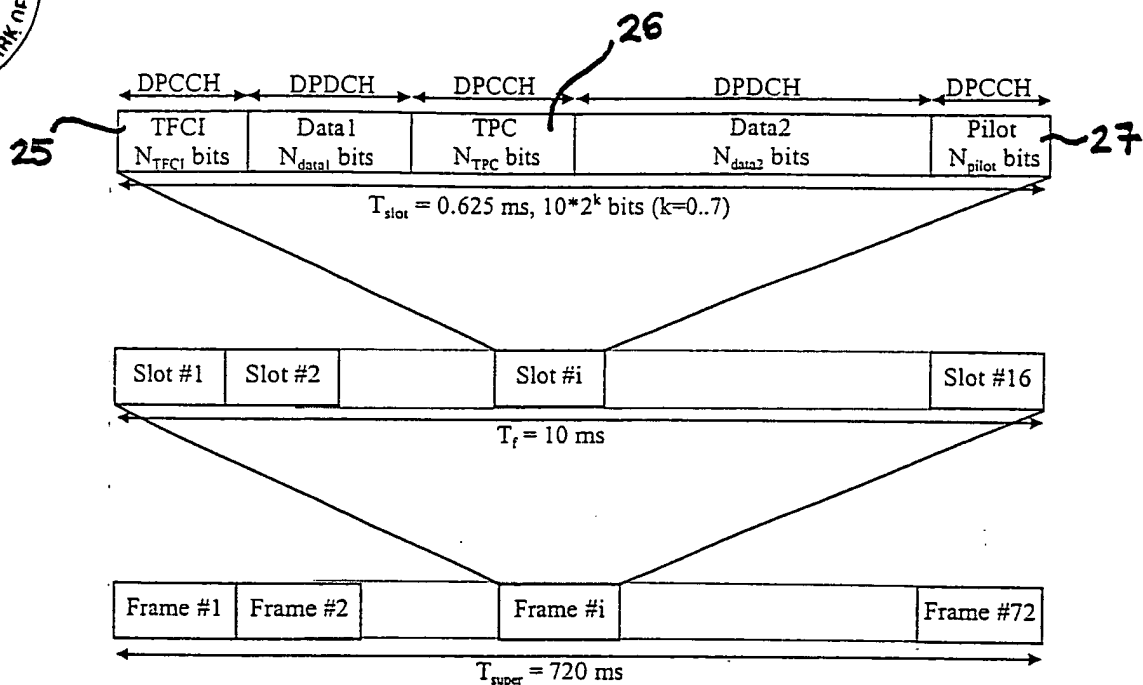 26
DPCCH DPDCH DPCCH DPDCH DPCCH
25 TFCI Data1 TPC Data2 Pilot 27
N_TFCI bits N_data1 bits N_TPC bits N_data2 bits N_pilot bits
T_slot = 0.625 ms, 10*2^k bits (k=0..7)
Slot #1 Slot #2 Slot #i Slot #16
T_f = 10 ms
Frame #1 Frame #2 Frame #i Frame #72
T_super = 720 ms